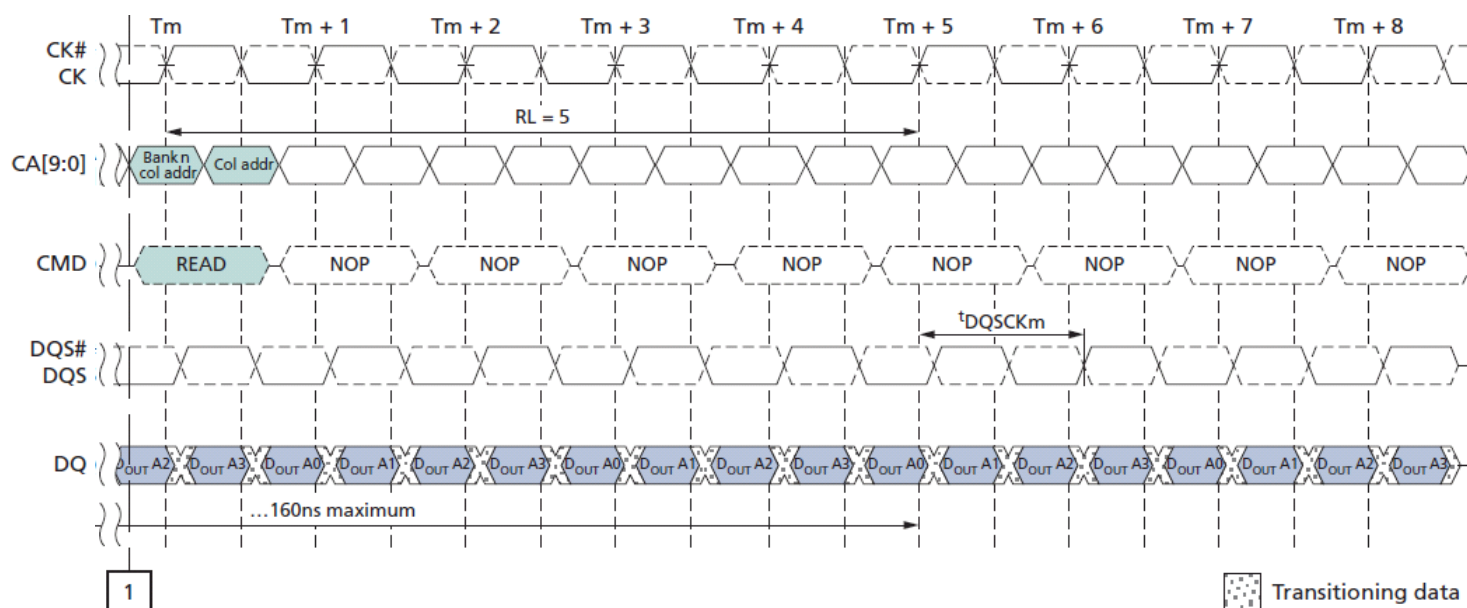 Tm Tm + 1 Tm + 2 Tm + 3 Tm + 4 Tm + 5 Tm + 6 Tm + 7 Tm + 8
CK#
CK
RL = 5
CA[9:0] Bank n Col addr
col addr
CMD READ NOP NOP NOP NOP NOP NOP NOP NOP
tDQSCKm
DQS#
DQS
DQ DOUT A2 DOUT A3 DOUT A0 DOUT A1 DOUT A2 DOUT A3 DOUT A0 DOUT A1 DOUT A2 DOUT A3 DOUT A0 DOUT A1 DOUT A2 DOUT A3 DOUT A0 DOUT A1 DOUT A2 DOUT A3
…160ns maximum
1
Transitioning data